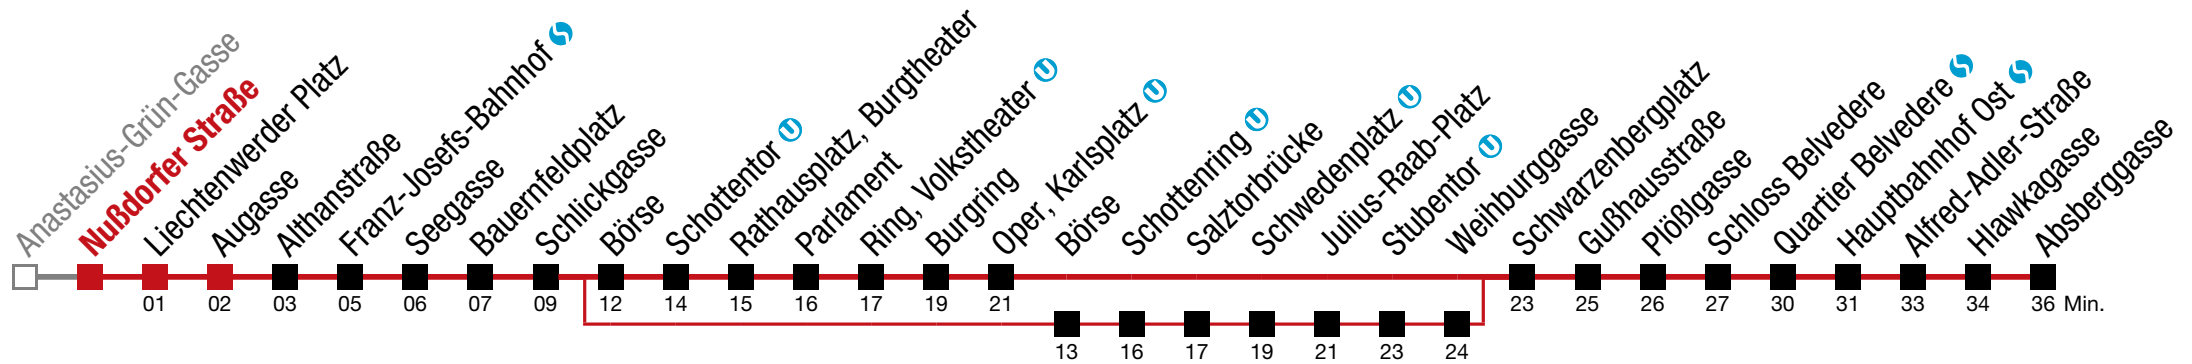 Anastasius-Grün-Gasse
Nußdorfer Straße
Liechtenwerder Platz
Augasse
Althanstraße
Franz-Josefs-Bahnhof S
Seegasse
Bauernfeldplatz
Schlickgasse
Börse
Schottentor U
Rathausplatz, Burgtheater
Parlament
Ring, Volkstheater U
Burgring
Oper, Karlsplatz U
Börse
Schottenring U
Salztorbrücke
Schwedenplatz U
Julius-Raab-Platz
Stubentor U
Weihburggasse
Schwarzenbergplatz
Gußhausstraße
Plößlgasse
Schloss Belvedere
Quartier Belvedere S
Hauptbahnhof Ost S
Alfred-Adler-Straße
Hlawkagasse
Absberggasse
01 02 03 05 06 07 09 12 14 15 16 17 19 21 23 25 26 27 30 31 33 34 36 Min.
13 16 17 19 21 23 24